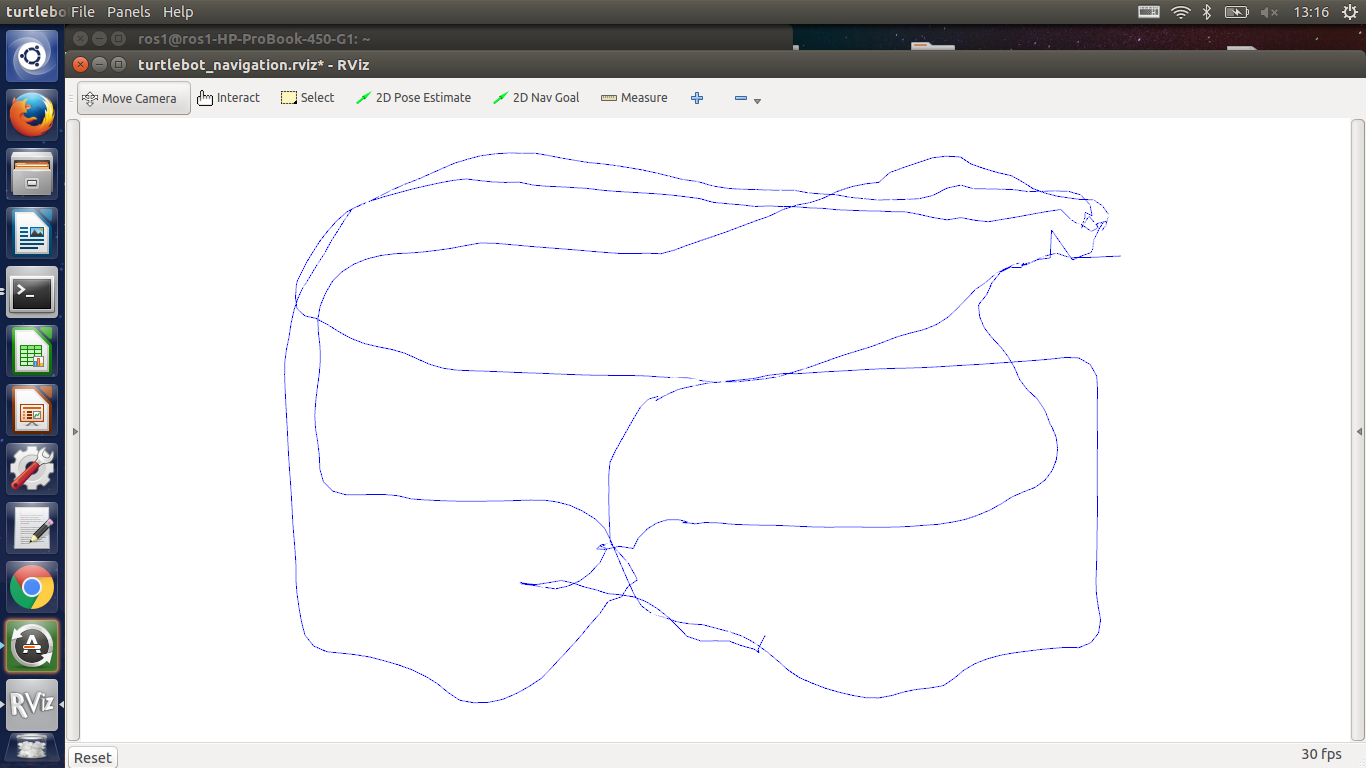 turtlebo File Panels Help 13:16
ros1@ros1-HP-ProBook-450-G1: ~
turtlebot_navigation.rviz* - RViz
Move Camera Interact Select 2D Pose Estimate 2D Nav Goal Measure
>_
A
RViz
Reset 30 fps